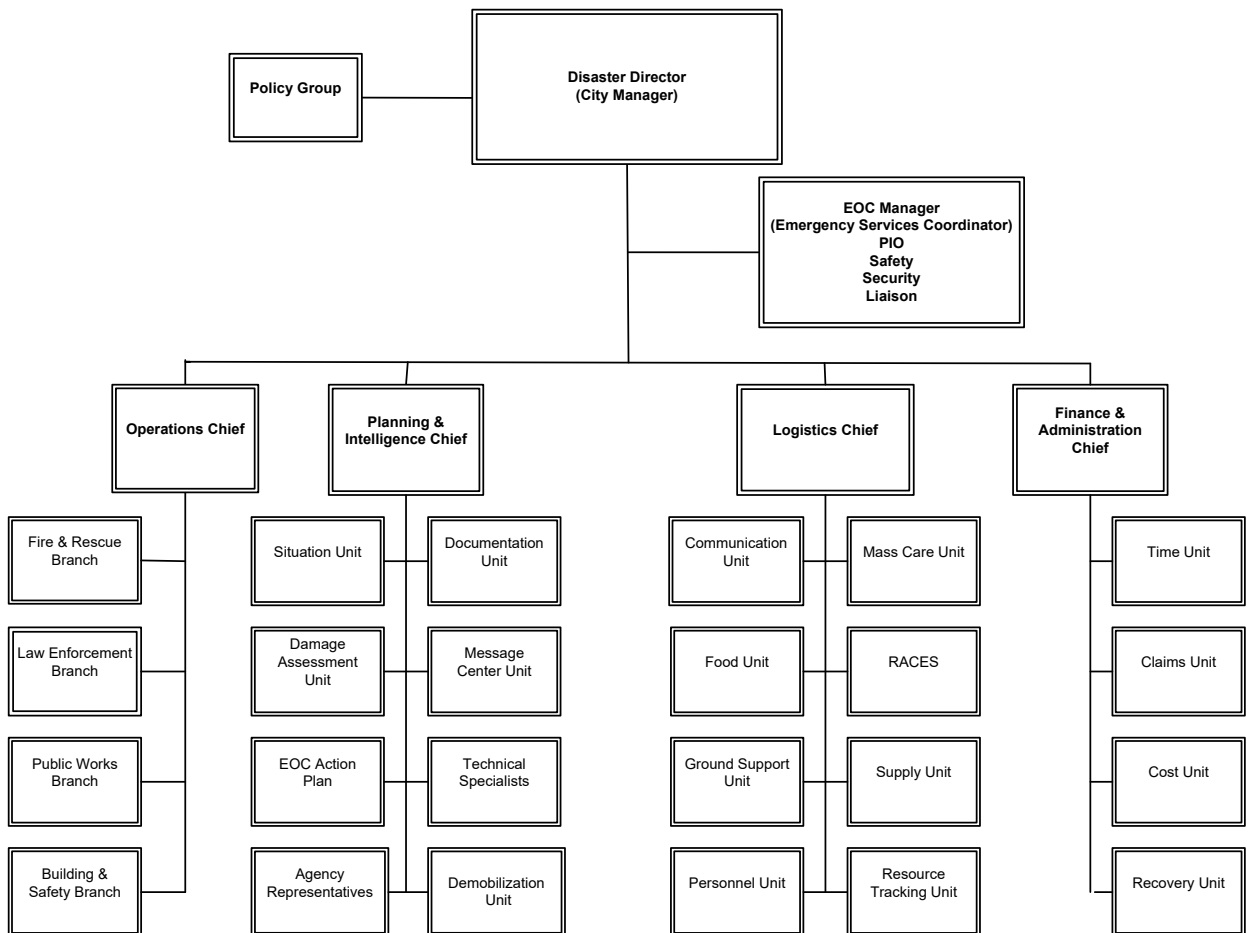 Policy Group
Disaster Director
(City Manager)
EOC Manager
(Emergency Services Coordinator)
PIO
Safety
Security
Liaison
Operations Chief
Planning &
Intelligence Chief
Logistics Chief
Finance &
Administration
Chief
Fire & Rescue
Branch
Situation Unit
Documentation
Unit
Communication
Unit
Mass Care Unit
Time Unit
Law Enforcement
Branch
Damage
Assessment
Unit
Message
Center Unit
Food Unit
RACES
Claims Unit
Public Works
Branch
EOC Action
Plan
Technical
Specialists
Ground Support
Unit
Supply Unit
Cost Unit
Building &
Safety Branch
Agency
Representatives
Demobilization
Unit
Personnel Unit
Resource
Tracking Unit
Recovery Unit